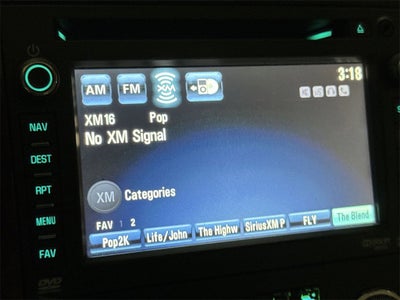 AM FM XM
3:18
XM16 Pop
No XM Signal
NAV
DEST
RPT
MENU
FAV
XM Categories
FAV 1 2
Pop2K Life/John The Highw SiriusXM P FLY The Blend
DVD